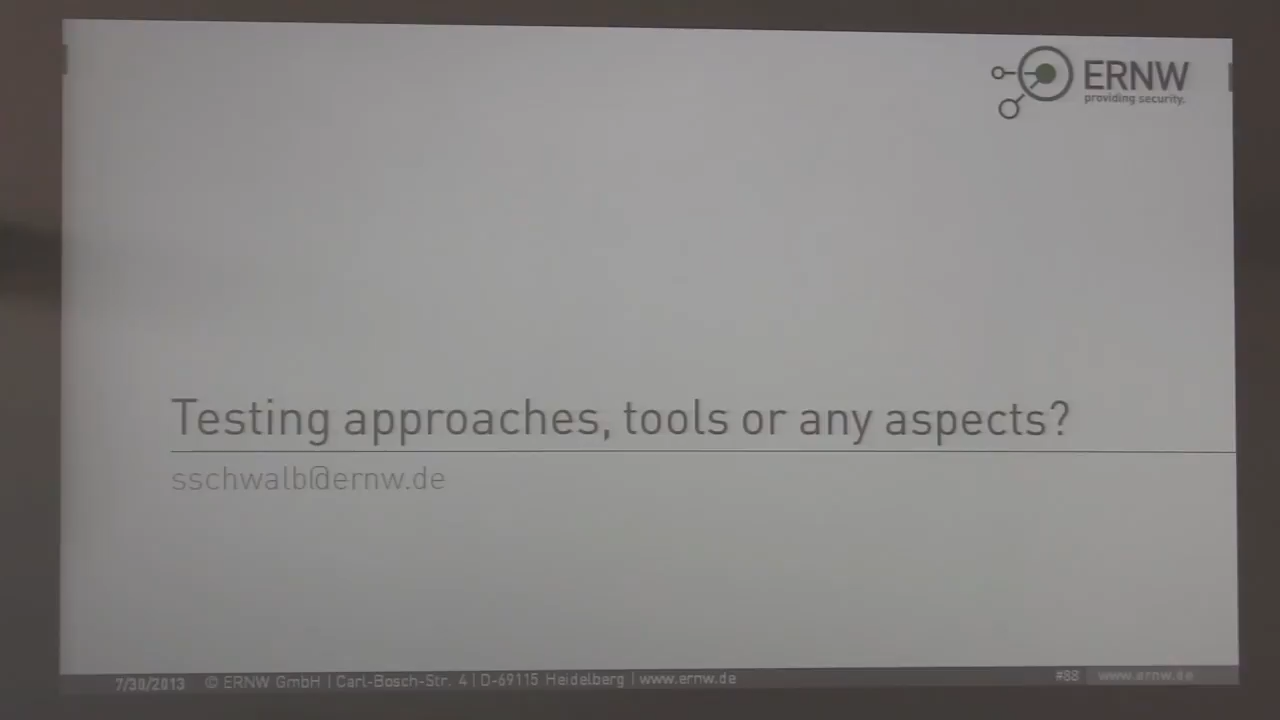 ERNW
providing security.
Testing approaches, tools or any aspects?
sschwalb@ernw.de
7/30/2013 © ERNW GmbH | Carl-Bosch-Str. 4 | D-69115 Heidelberg | www.ernw.de #88 www.ernw.de